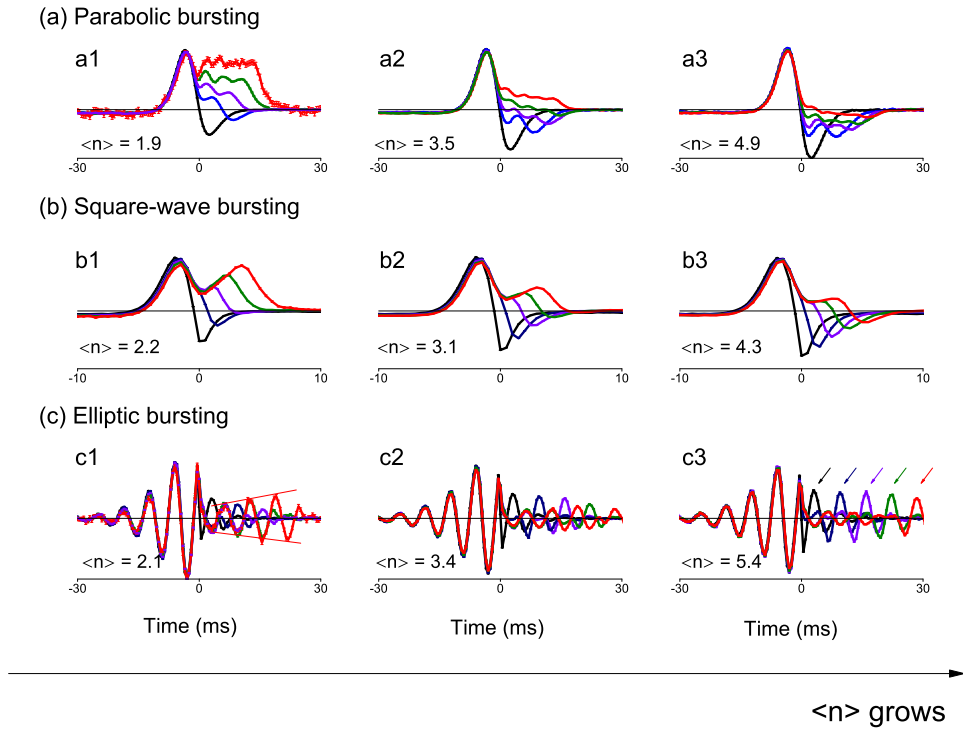 (a) Parabolic bursting
a1 a2 a3
<n> = 1.9 <n> = 3.5 <n> = 4.9
-30 0 30 -30 0 30 -30 0 30
(b) Square-wave bursting
b1 b2 b3
<n> = 2.2 <n> = 3.1 <n> = 4.3
-10 0 10 -10 0 10 -10 0 10
(c) Elliptic bursting
c1 c2 c3
<n> = 2.1 <n> = 3.4 <n> = 5.4
-30 0 30 -30 0 30 -30 0 30
Time (ms) Time (ms) Time (ms)
<n> grows